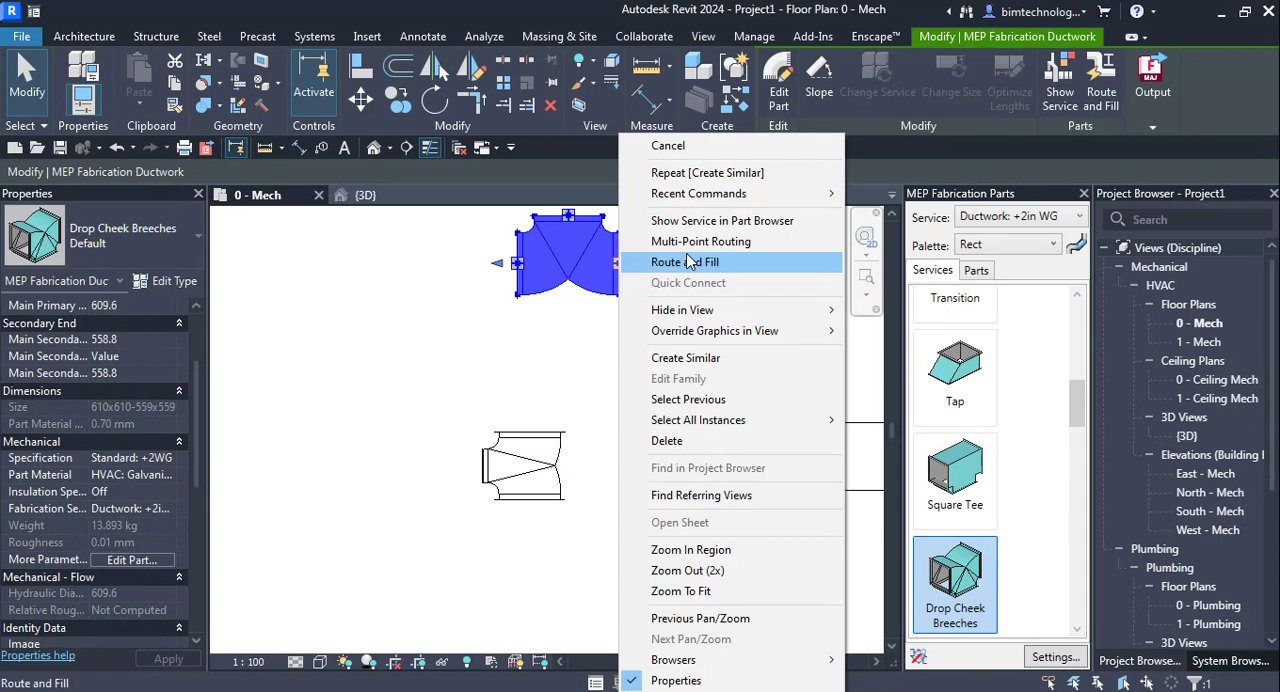 Autodesk Revit 2024 - Project1 - Floor Plan: 0 - Mech
bimtechnolog...
File Architecture Structure Steel Precast Systems Insert Annotate Analyze Massing & Site Collaborate View Manage Add-Ins Enscape™ Modify | MEP Fabrication Ductwork
Modify
Paste
Activate
Edit Part
Slope
Change Service
Change Size
Optimize Lengths
Show Service
Route and Fill
MAJ
Output
Select Properties Clipboard Geometry Controls Modify View Measure Create Edit Modify Parts
Modify | MEP Fabrication Ductwork
Properties
Drop Cheek Breeches
Default
MEP Fabrication Duc...
Edit Type
Main Primary ... 609.6
Secondary End
Main Seconda... 558.8
Main Seconda... Value
Main Seconda... 558.8
Dimensions
Size 610x610-559x559
Part Material ... 0.70 mm
Mechanical
Specification Standard: +2WG
Part Material HVAC: Galvani...
Insulation Spe... Off
Fabrication Se... Ductwork: +2i...
Weight 13.893 kg
Roughness 0.01 mm
More Paramet... Edit Part...
Mechanical - Flow
Hydraulic Dia... 609.6
Relative Roug... Not Computed
Identity Data
Image
Properties help
Apply
Route and Fill
0 - Mech
{3D}
1 : 100
Cancel
Repeat [Create Similar]
Recent Commands
Show Service in Part Browser
Multi-Point Routing
Route and Fill
Quick Connect
Hide in View
Override Graphics in View
Create Similar
Edit Family
Select Previous
Select All Instances
Delete
Find in Project Browser
Find Referring Views
Open Sheet
Zoom In Region
Zoom Out (2x)
Zoom To Fit
Previous Pan/Zoom
Next Pan/Zoom
Browsers
Properties
MEP Fabrication Parts
Service: Ductwork: +2in WG
Palette: Rect
Services Parts
Transition
Tap
Square Tee
Drop Cheek
Breeches
Settings...
Project Browser - Project1
Search
Views (Discipline)
Mechanical
HVAC
Floor Plans
0 - Mech
1 - Mech
Ceiling Plans
0 - Ceiling Mech
1 - Ceiling Mech
3D Views
{3D}
Elevations (Building
East - Mech
North - Mech
South - Mech
West - Mech
Plumbing
Plumbing
Floor Plans
0 - Plumbing
1 - Plumbing
3D Views
Project Browse... System Brows...
:1